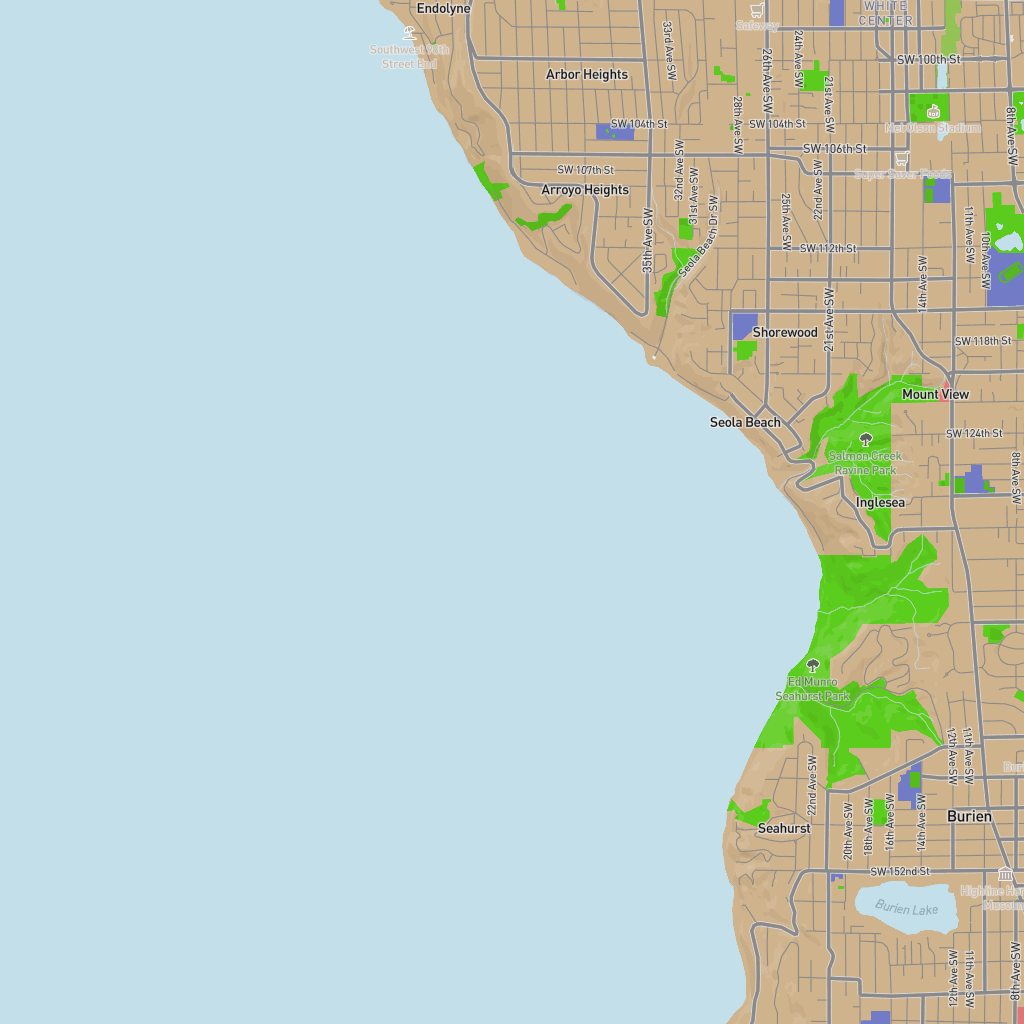 Endolyne
WHITE
CENTER
Safeway
Southwest 98th
Street End
33rd Ave SW
26th Ave SW
24th Ave SW
SW 100th St
Arbor Heights
21st Ave SW
28th Ave SW
8th Ave SW
SW 104th St
SW 104th St
Mel Olson Stadium
SW 106th St
Super Saver Foods
SW 107th St
32nd Ave SW
31st Ave SW
22nd Ave SW
Arroyo Heights
35th Ave SW
Seola Beach Dr SW
25th Ave SW
11th Ave SW
10th Ave SW
SW 112th St
14th Ave SW
21st Ave SW
Shorewood
SW 118th St
Mount View
Seola Beach
SW 124th St
Salmon Creek
Ravine Park
8th Ave SW
Inglesea
Ed Munro
Seahurst Park
12th Ave SW
11th Ave SW
22nd Ave SW
20th Ave SW
18th Ave SW
16th Ave SW
14th Ave SW
Burien
Seahurst
SW 152nd St
Burien Lake
12th Ave SW
11th Ave SW
8th Ave SW